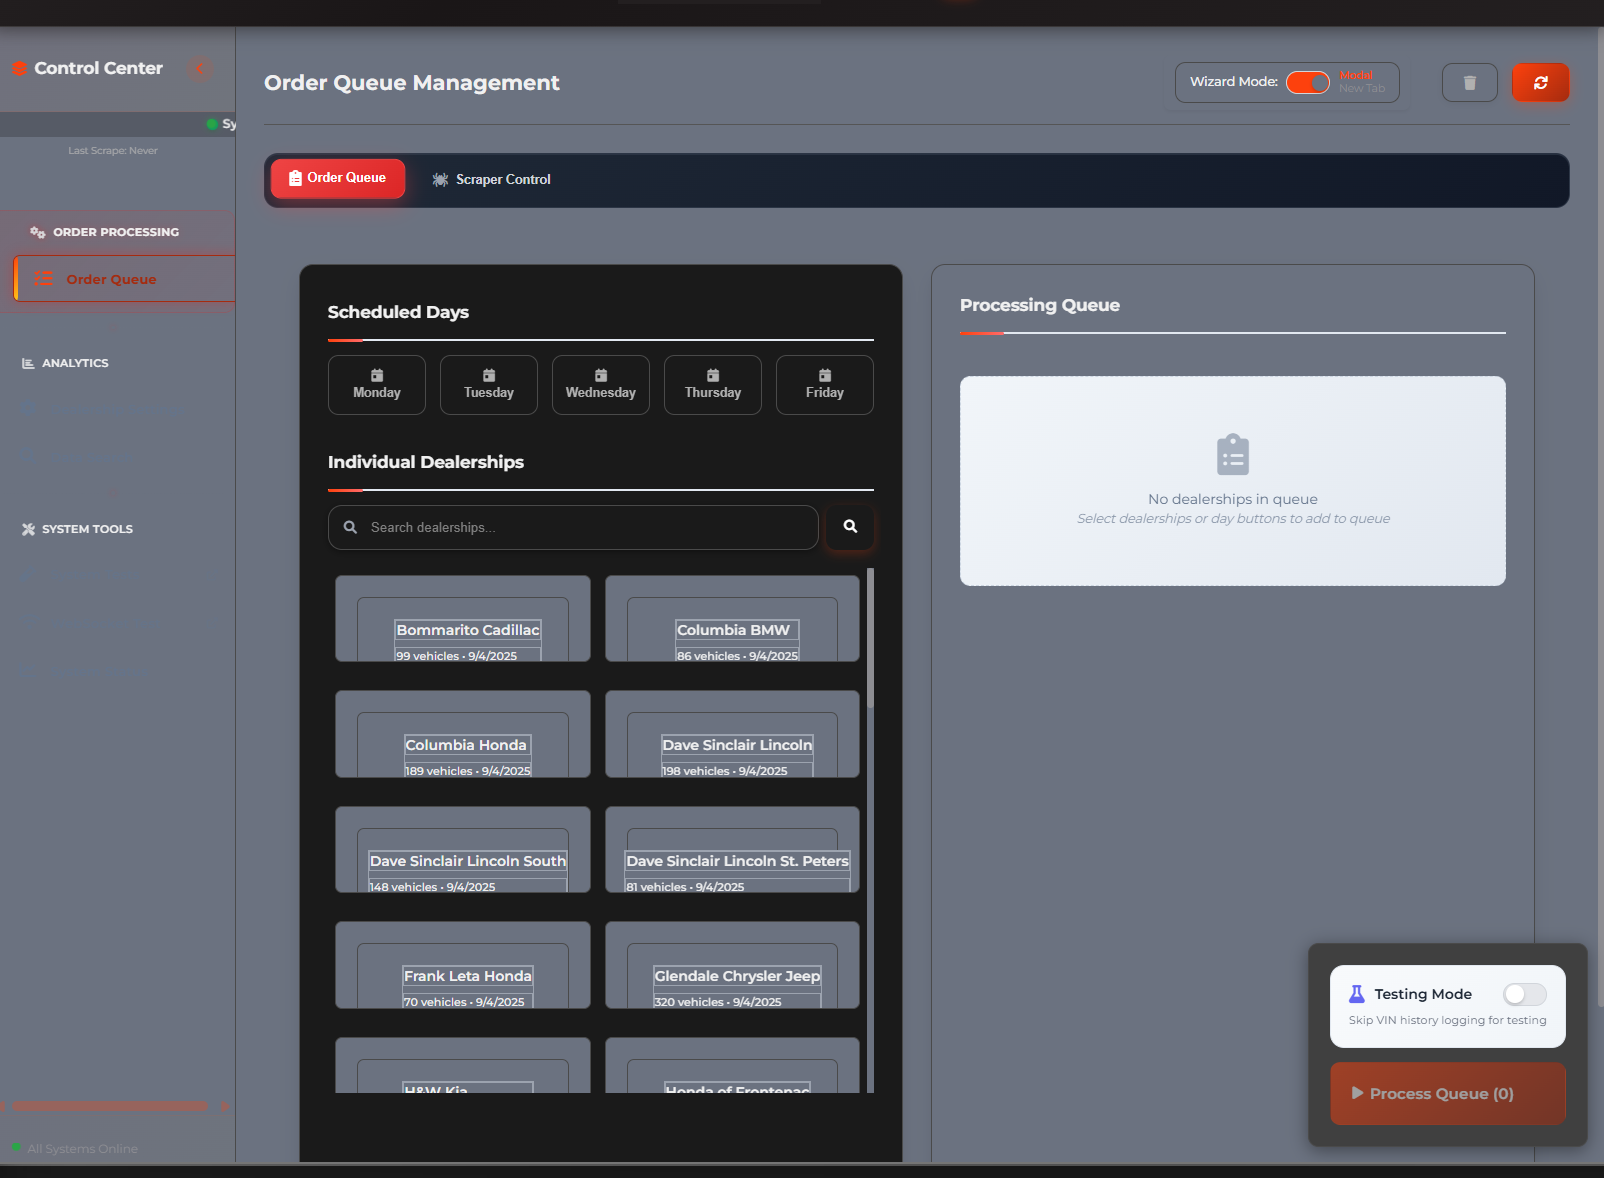 Control Center
Sy
Last Scrape: Never
ORDER PROCESSING
Order Queue
ANALYTICS
SYSTEM TOOLS
All Systems Online
Order Queue Management
Wizard Mode:
Modal
New Tab
Order Queue
Scraper Control
Scheduled Days
Monday
Tuesday
Wednesday
Thursday
Friday
Individual Dealerships
Search dealerships...
Bommarito Cadillac
99 vehicles • 9/4/2025
Columbia BMW
86 vehicles • 9/4/2025
Columbia Honda
189 vehicles • 9/4/2025
Dave Sinclair Lincoln
198 vehicles • 9/4/2025
Dave Sinclair Lincoln South
148 vehicles • 9/4/2025
Dave Sinclair Lincoln St. Peters
81 vehicles • 9/4/2025
Frank Leta Honda
70 vehicles • 9/4/2025
Glendale Chrysler Jeep
320 vehicles • 9/4/2025
H&W Kia
Honda of Frontenac
Processing Queue
No dealerships in queue
Select dealerships or day buttons to add to queue
Testing Mode
Skip VIN history logging for testing
Process Queue (0)